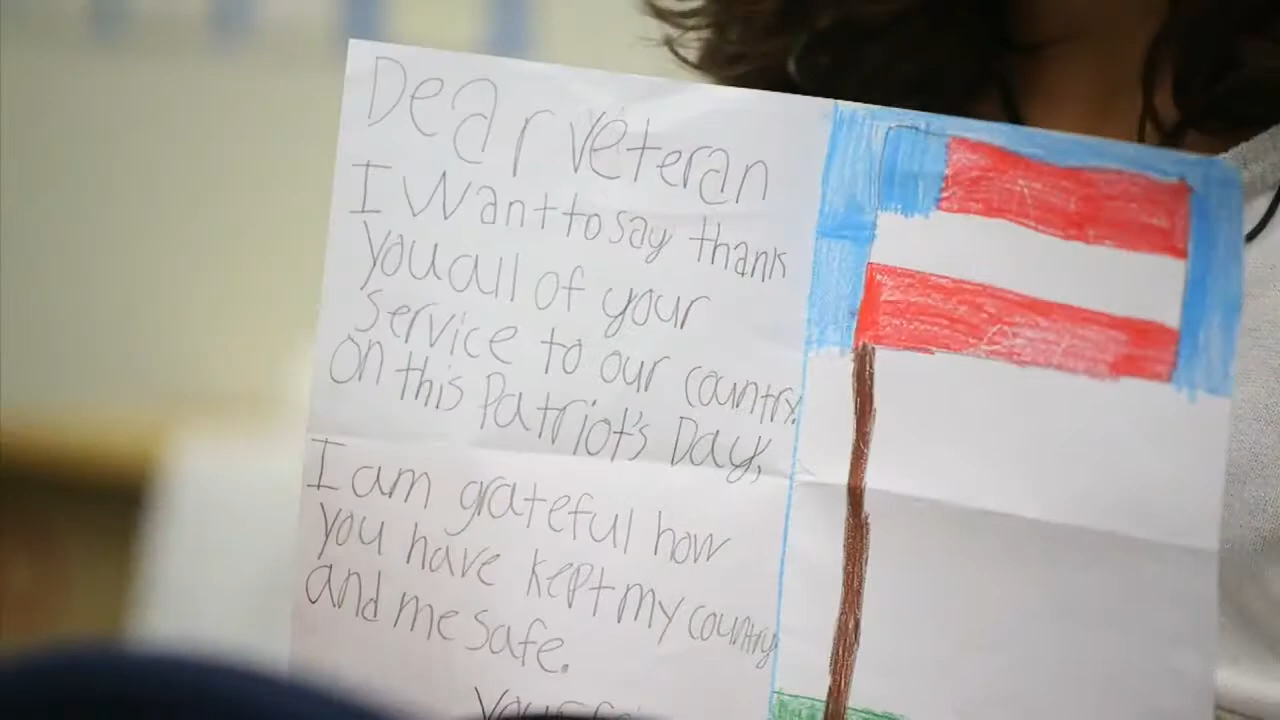 Dear Veteran
I Want to say thank
you all of your
service to our country.
on this Patriot's Day,
I am grateful how
you have kept my country
and me safe.